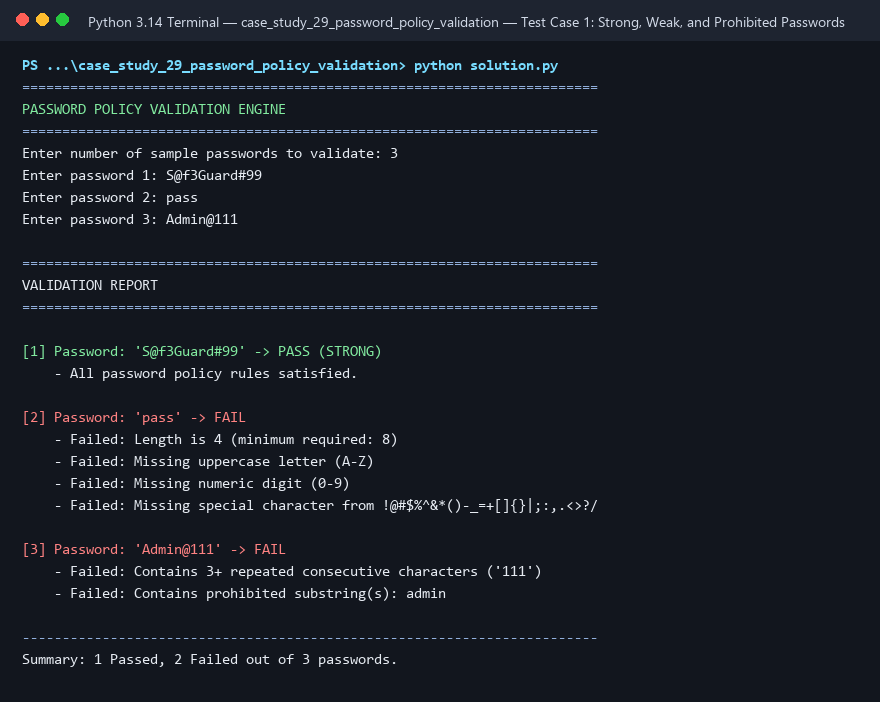 Python 3.14 Terminal — case_study_29_password_policy_validation — Test Case 1: Strong, Weak, and Prohibited Passwords
PS ...\case_study_29_password_policy_validation> python solution.py
========================================================================
PASSWORD POLICY VALIDATION ENGINE
========================================================================
Enter number of sample passwords to validate: 3
Enter password 1: S@f3Guard#99
Enter password 2: pass
Enter password 3: Admin@111
========================================================================
VALIDATION REPORT
========================================================================
[1] Password: 'S@f3Guard#99' -> PASS (STRONG)
    - All password policy rules satisfied.
[2] Password: 'pass' -> FAIL
    - Failed: Length is 4 (minimum required: 8)
    - Failed: Missing uppercase letter (A-Z)
    - Failed: Missing numeric digit (0-9)
    - Failed: Missing special character from !@#$%^&*()-_=+[]{}|;:,.<>?/
[3] Password: 'Admin@111' -> FAIL
    - Failed: Contains 3+ repeated consecutive characters ('111')
    - Failed: Contains prohibited substring(s): admin
------------------------------------------------------------------------
Summary: 1 Passed, 2 Failed out of 3 passwords.